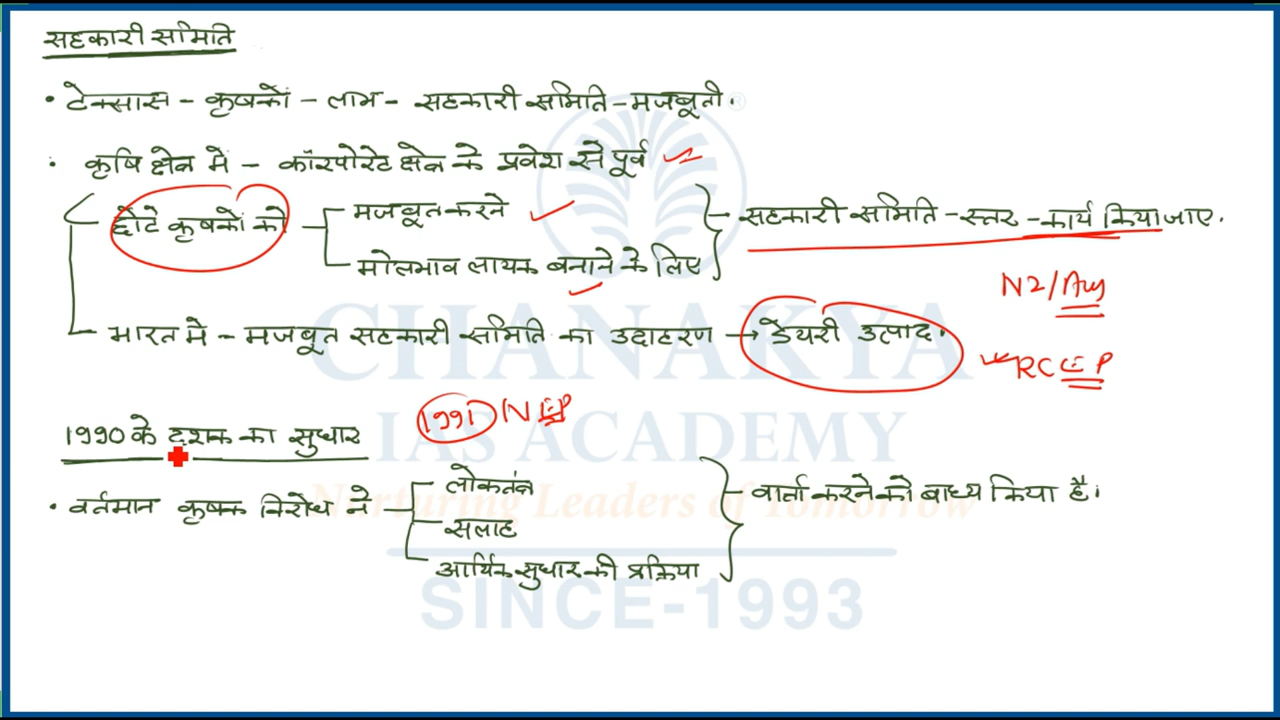 सहकारी समिति
• टेक्सास - कृषकों - लाभ - सहकारी समिति - मजबूती.
• कृषि क्षेत्र में - कॉरपोरेट क्षेत्र के प्रवेश से पूर्व
छोटे कृषकों को
मजबूत करने
मोलभाव लायक बनाने के लिए
सहकारी समिति - स्तर - कार्य किया जाए.
NZ/Aus
भारत में - मजबूत सहकारी समिति का उदाहरण → डेयरी उत्पाद.
RCEP
1991 NEP
1990 के दशक का सुधार
• वर्तमान कृषक विरोध ने
लोकतंत्र
सलाह
आर्थिक सुधार की प्रक्रिया
वार्ता करने को बाध्य किया है.
CHANAKYA
IAS ACADEMY
Nurturing Leaders of Tomorrow
SINCE-1993